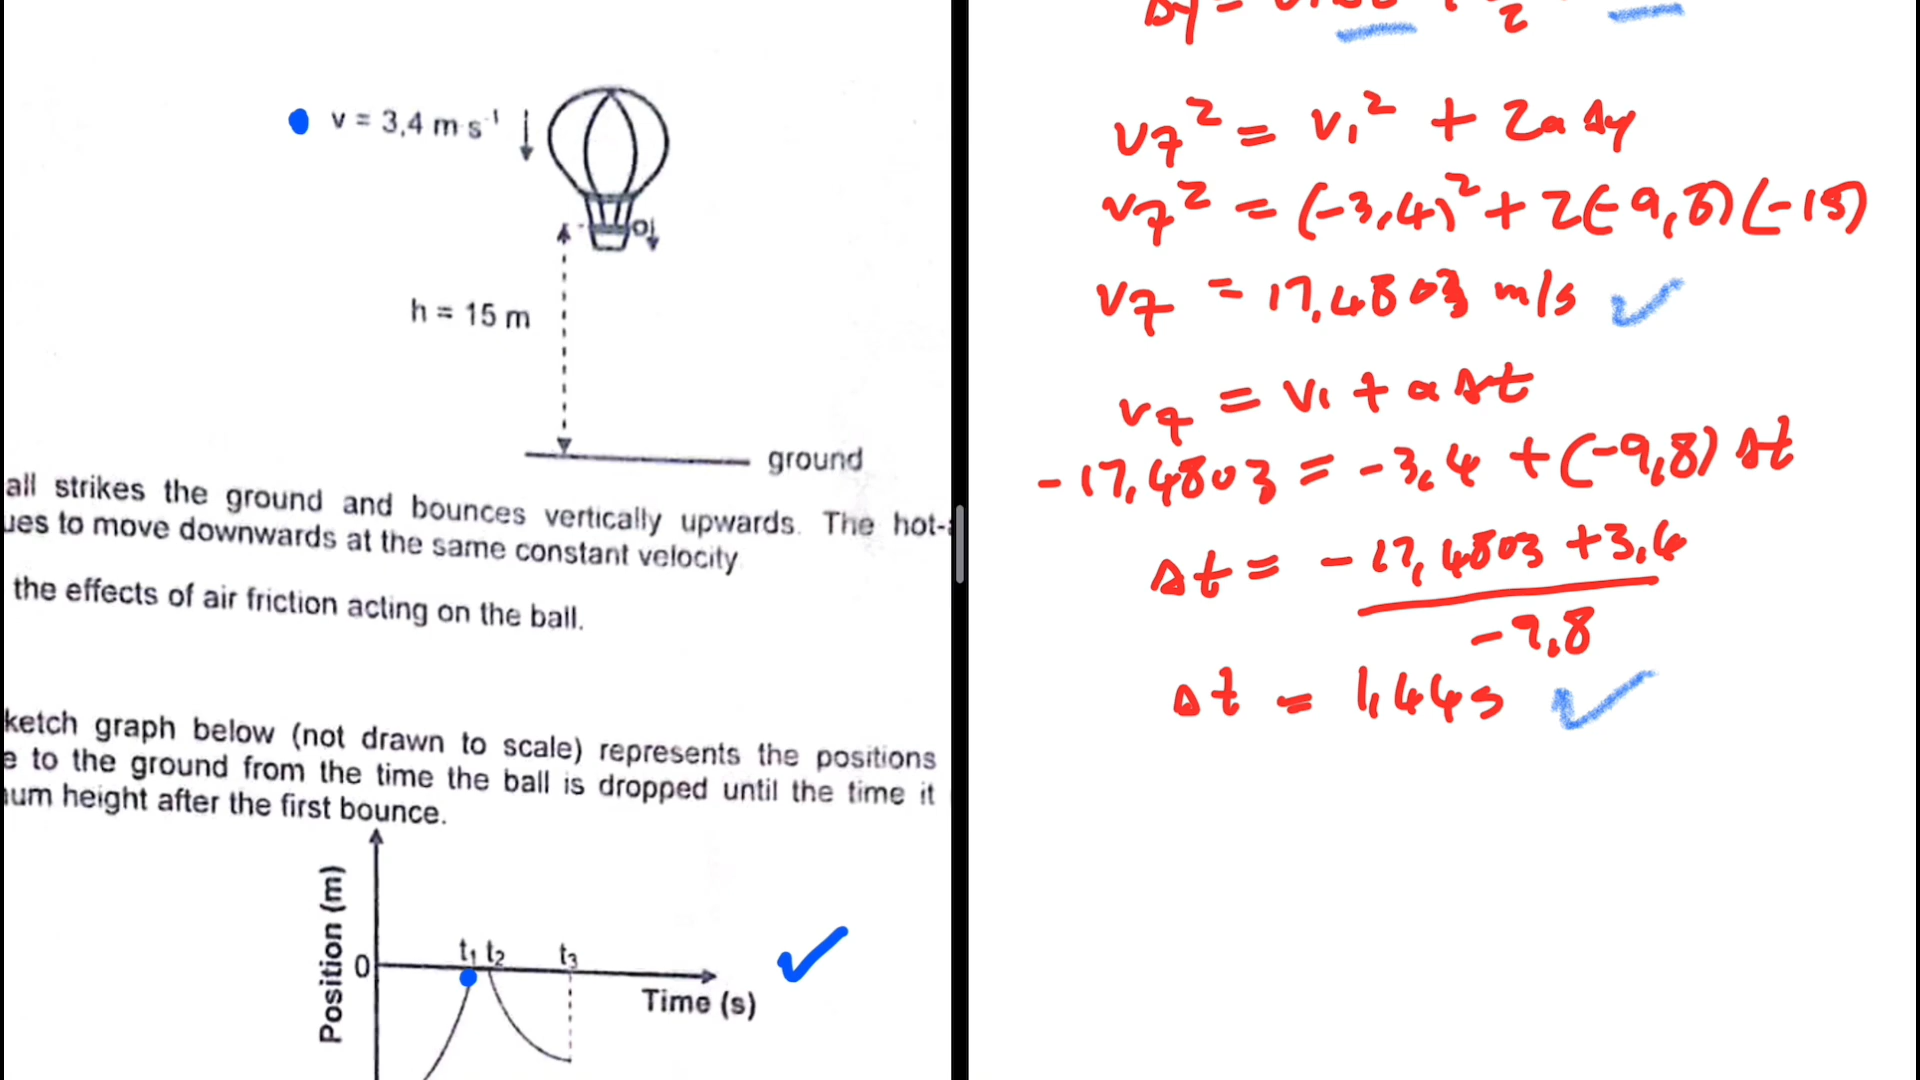 v = 3,4 m·s⁻¹
h = 15 m
ground
all strikes the ground and bounces vertically upwards. The hot-
ues to move downwards at the same constant velocity
the effects of air friction acting on the ball.
ketch graph below (not drawn to scale) represents the positions
e to the ground from the time the ball is dropped until the time it
um height after the first bounce.
Position (m)
0
t₁ t₂ t₃
Time (s)
Δy =
2
vf² = vi² + 2aΔy
vf² = (-3,4)² + 2(-9,8)(-15)
vf = 17,4803 m/s
vf = vi + aΔt
-17,4803 = -3,4 + (-9,8)Δt
Δt = -17,4803 + 3,4
-9,8
Δt = 1,44s